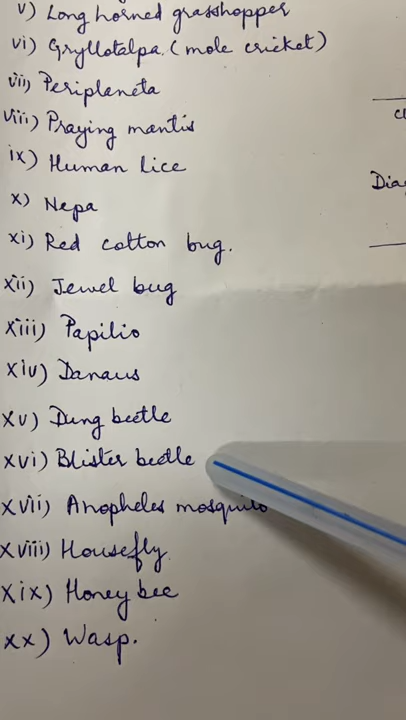 v) Long horned grasshopper
vi) Gryllotalpa (mole cricket)
vii) Periplaneta
viii) Praying mantis
ix) Human lice
x) Nepa
xi) Red cotton bug.
xii) Jewel bug
xiii) Papilio
xiv) Danaus
xv) Dung beetle
xvi) Blister beetle
xvii) Anopheles mosquito
xviii) Housefly.
xix) Honey bee
xx) Wasp.